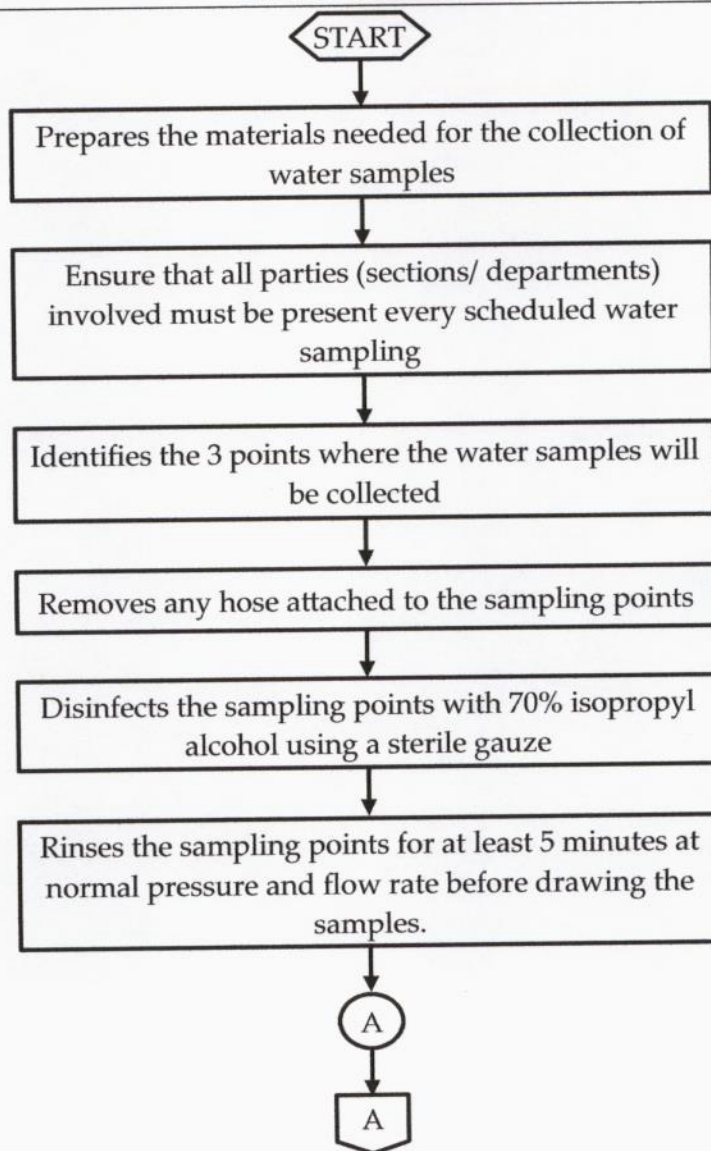 START
Prepares the materials needed for the collection of
water samples
Ensure that all parties (sections/ departments)
involved must be present every scheduled water
sampling
Identifies the 3 points where the water samples will
be collected
Removes any hose attached to the sampling points
Disinfects the sampling points with 70% isopropyl
alcohol using a sterile gauze
Rinses the sampling points for at least 5 minutes at
normal pressure and flow rate before drawing the
samples.
A
A